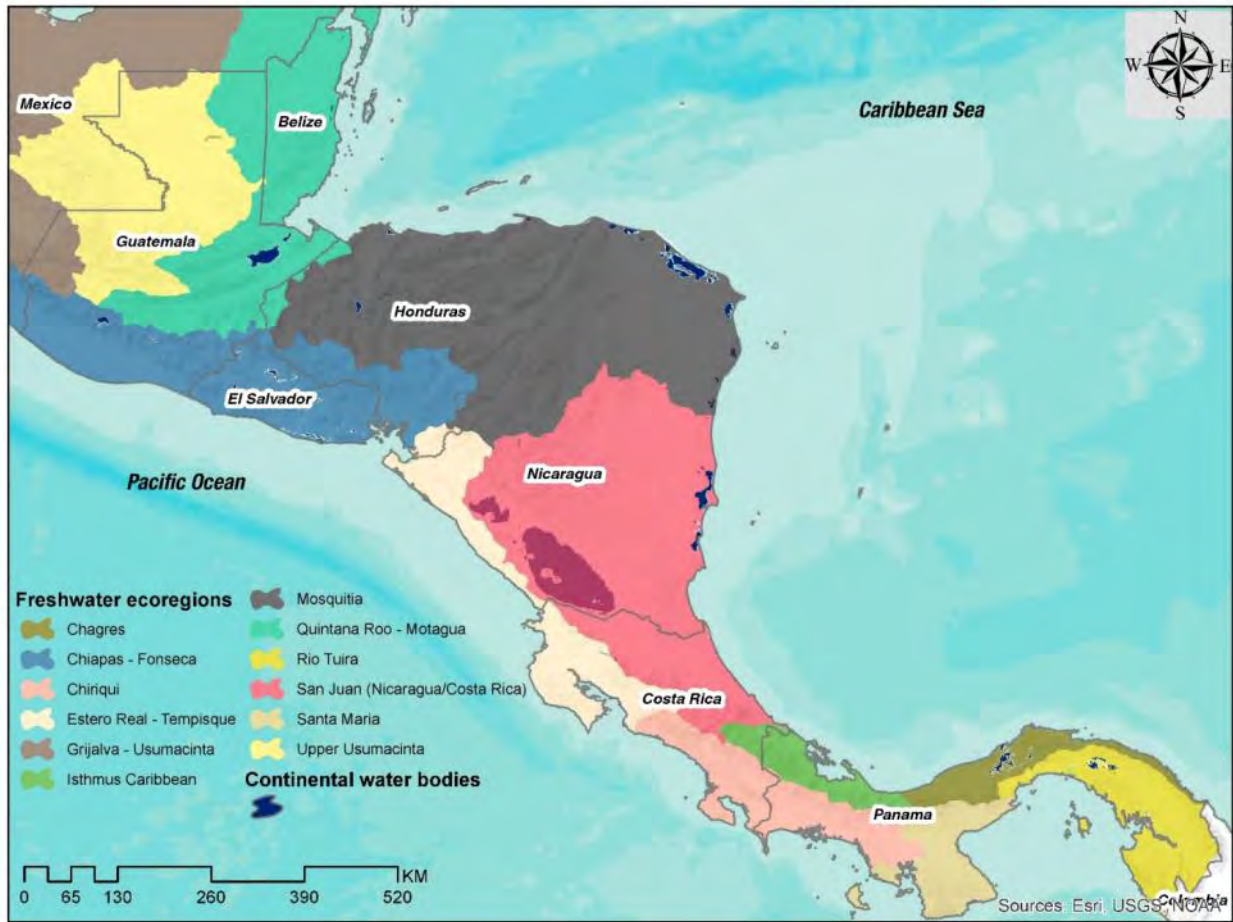 N
W E
S
Mexico
Belize
Caribbean Sea
Guatemala
Honduras
El Salvador
Nicaragua
Pacific Ocean
Costa Rica
Panama
Colombia
Freshwater ecoregions
Chagres
Chiapas - Fonseca
Chiriqui
Estero Real - Tempisque
Grijalva - Usumacinta
Isthmus Caribbean
Mosquitia
Quintana Roo - Motagua
Rio Tuira
San Juan (Nicaragua/Costa Rica)
Santa Maria
Upper Usumacinta
Continental water bodies
KM
0 65 130 260 390 520
Sources: Esri, USGS, NOAA